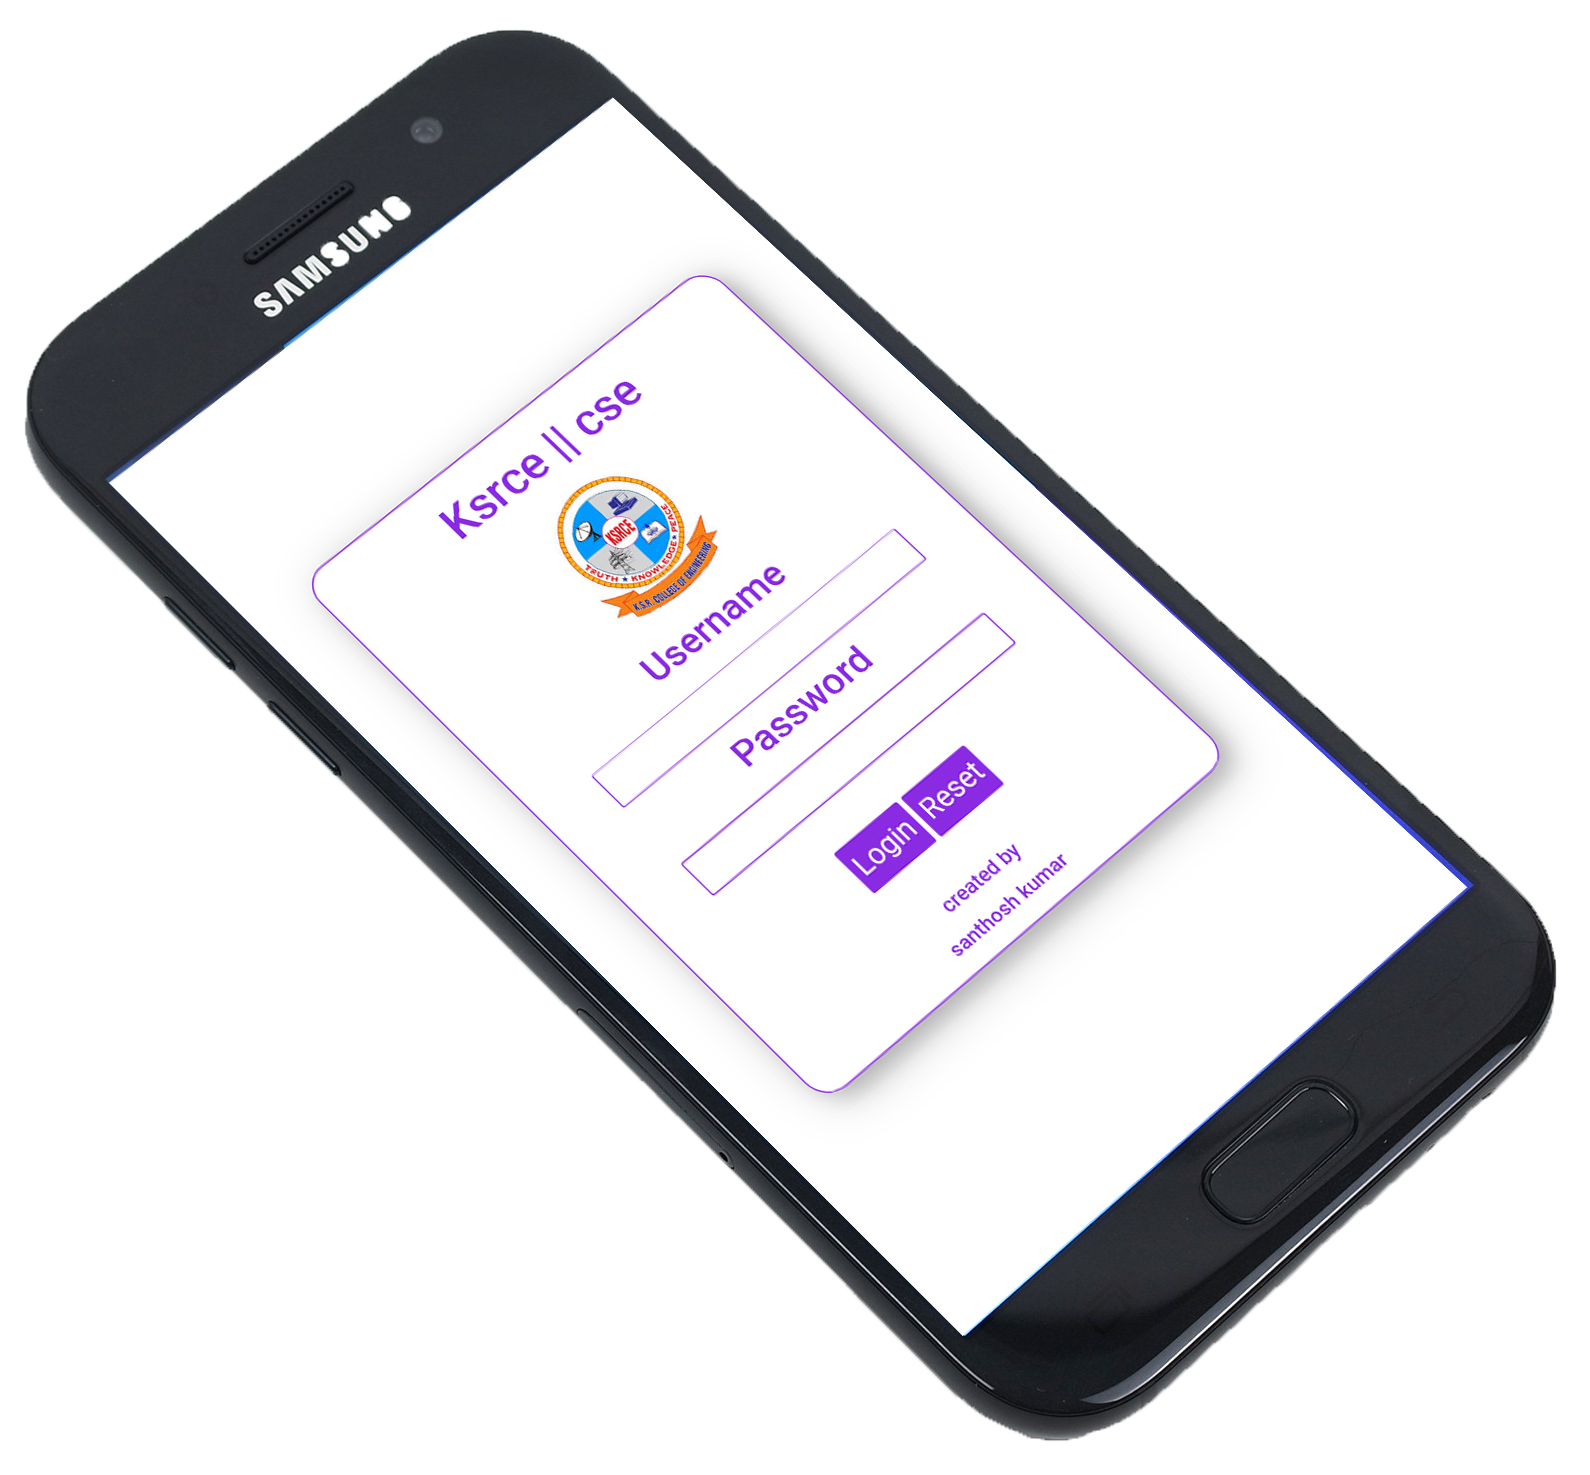 SAMSUNG
Ksrce || cse
KSRCE
TRUTH ★ KNOWLEDGE ★ PEACE
K.S.R. COLLEGE OF ENGINEERING
Username
Password
Login Reset
created by
santhosh kumar